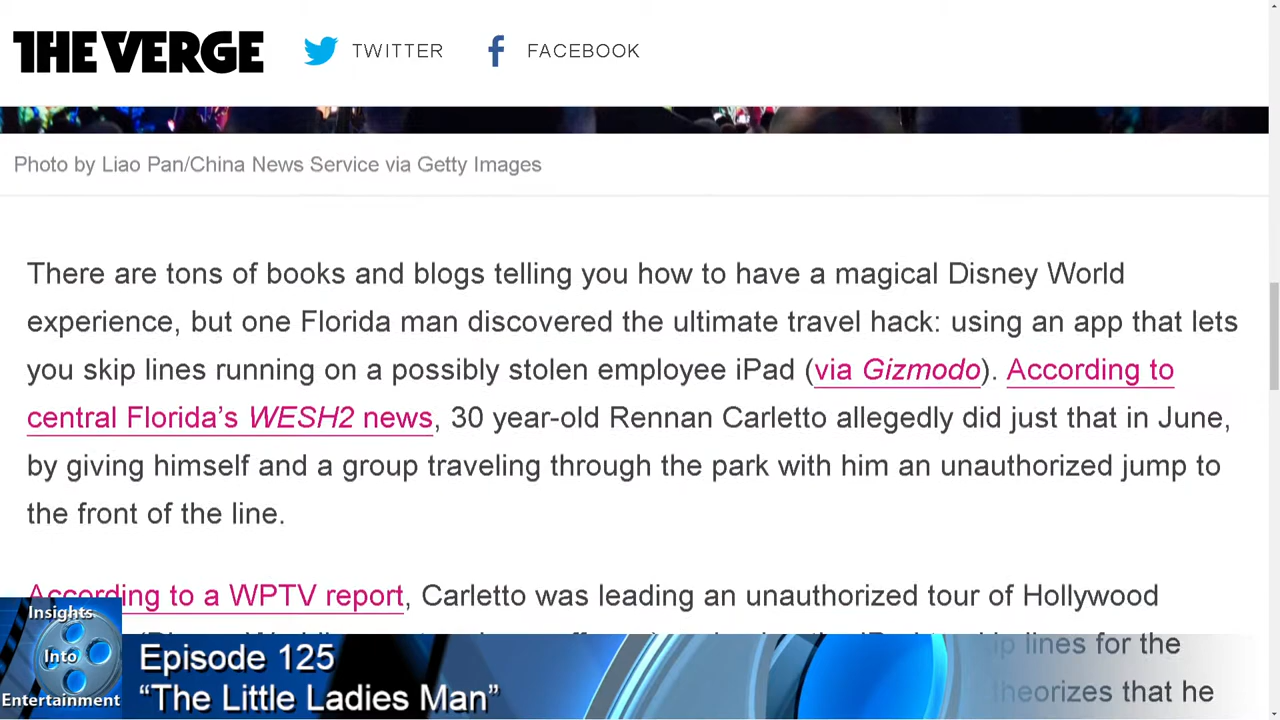 THE VERGE TWITTER FACEBOOK
Photo by Liao Pan/China News Service via Getty Images
There are tons of books and blogs telling you how to have a magical Disney World
experience, but one Florida man discovered the ultimate travel hack: using an app that lets
you skip lines running on a possibly stolen employee iPad (via Gizmodo). According to
central Florida’s WESH2 news, 30 year-old Rennan Carletto allegedly did just that in June,
by giving himself and a group traveling through the park with him an unauthorized jump to
the front of the line.
According to a WPTV report, Carletto was leading an unauthorized tour of Hollywood
lines for the
theorizes that he
Insights
Into
Entertainment
Episode 125
“The Little Ladies Man”